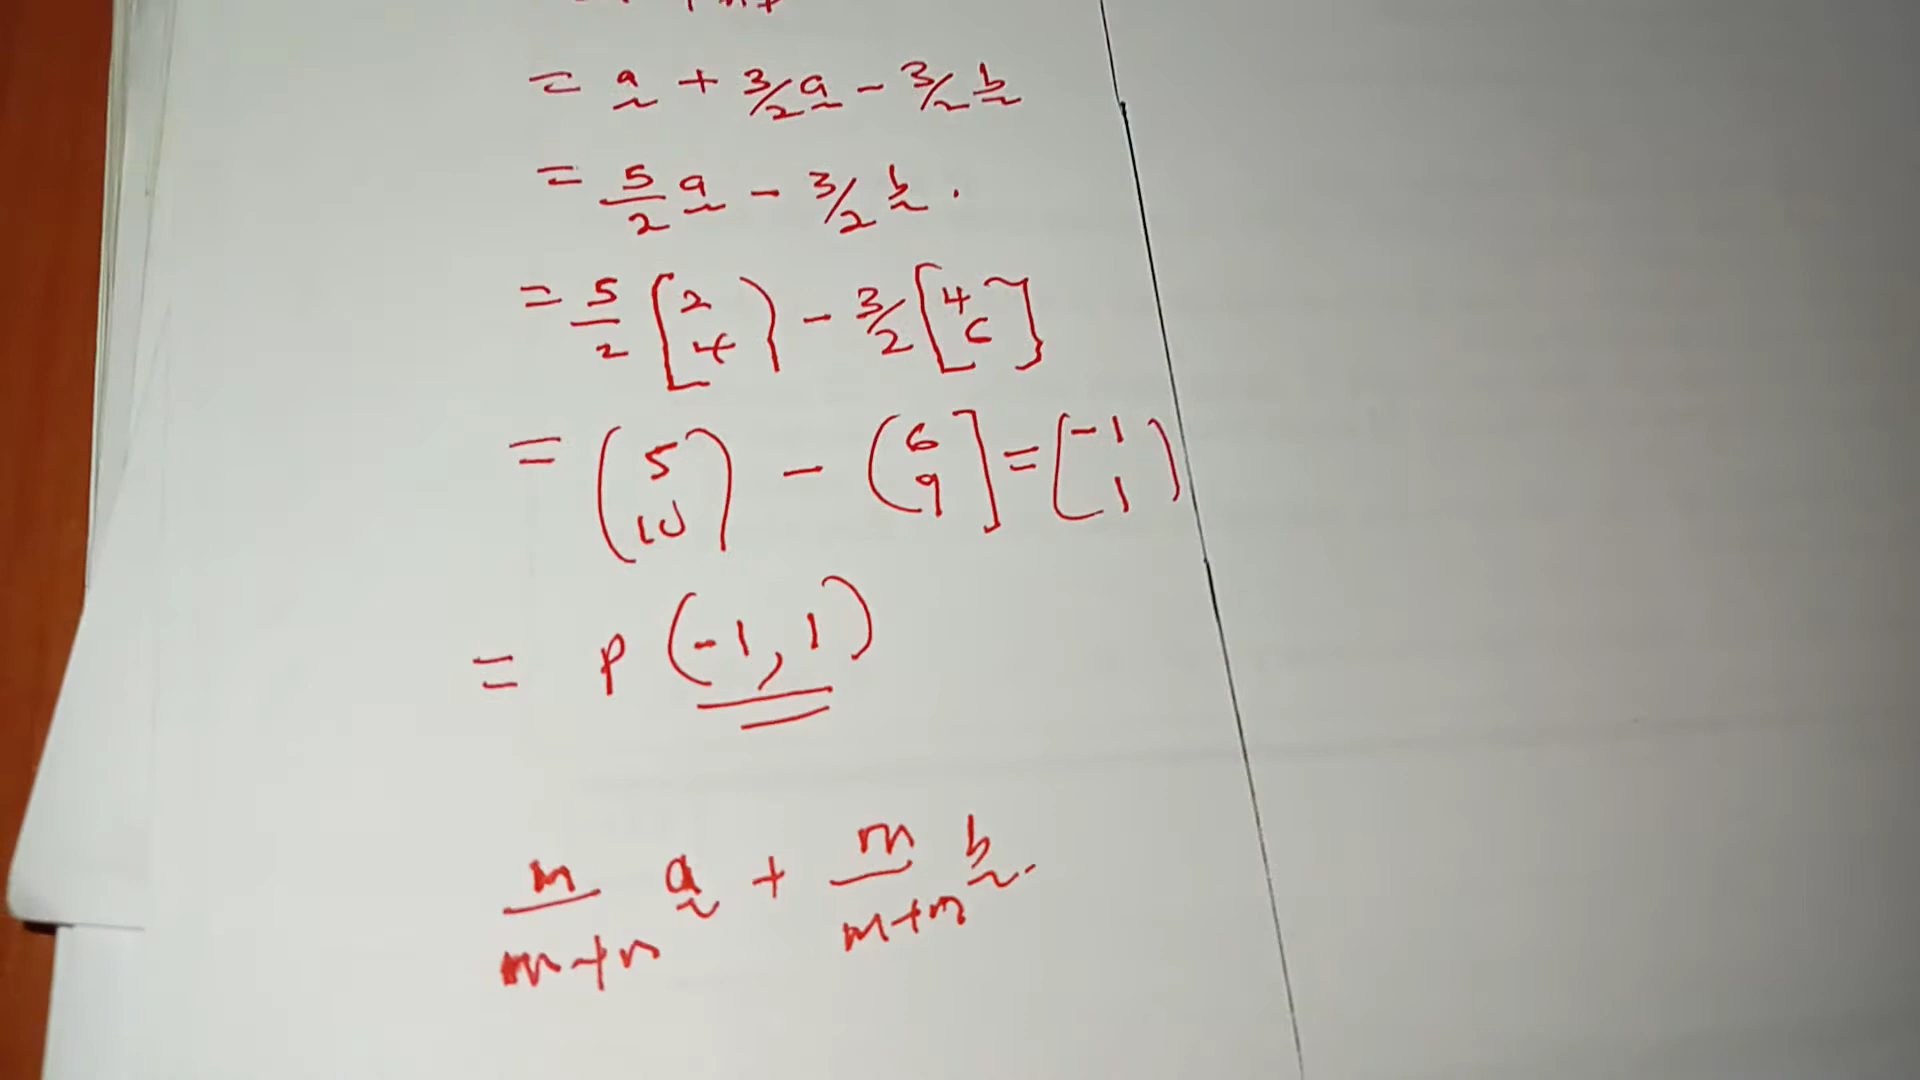 = a + 3/2 a - 3/2 b
= 5/2 a - 3/2 b .
= 5/2 [2 4) - 3/2 [4 6]
= (5 10) - (6 9] = [-1 1)
= P (-1, 1)
n/m+n a + m/m+n b .